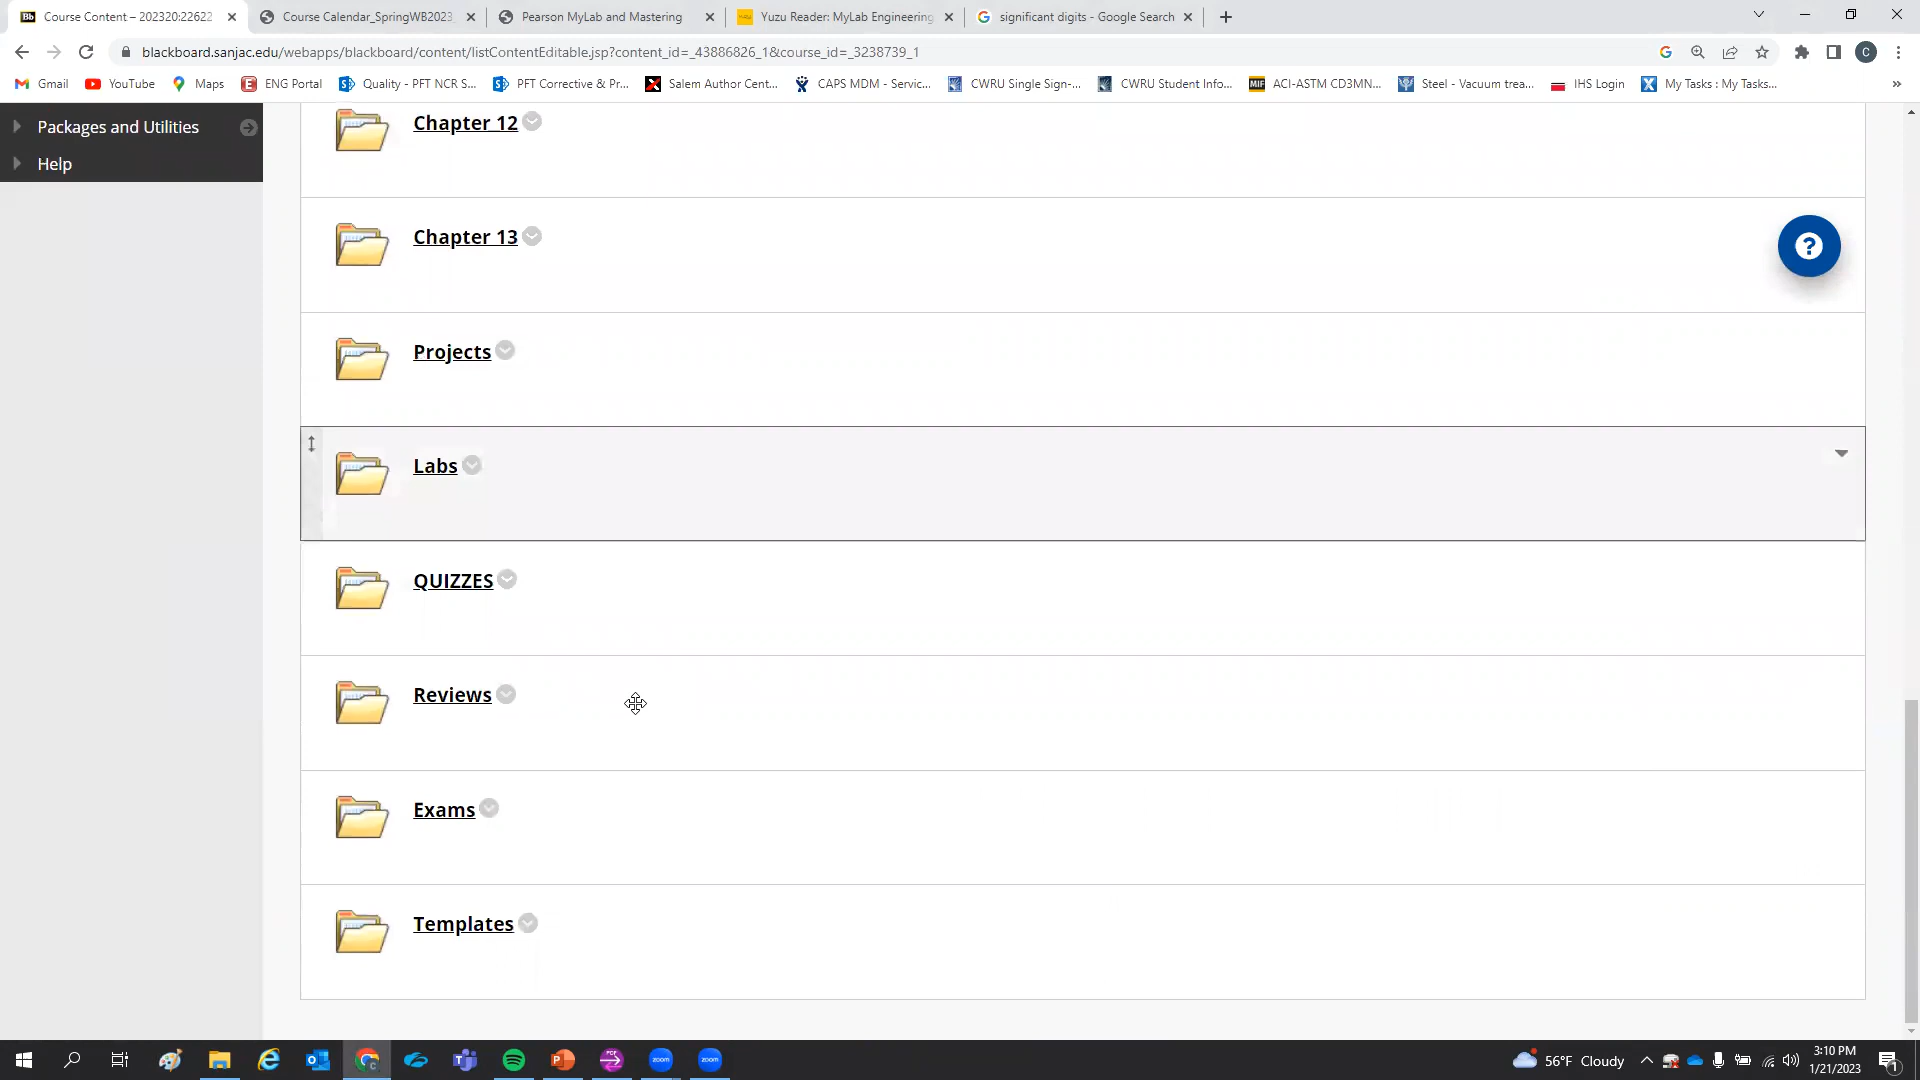 Course Content – 202320:22622
Course Calendar_SpringWB2023
Pearson MyLab and Mastering
Yuzu Reader: MyLab Engineering
significant digits - Google Search
blackboard.sanjac.edu/webapps/blackboard/content/listContentEditable.jsp?content_id=_43886826_1&course_id=_3238739_1
Gmail
YouTube
Maps
ENG Portal
Quality - PFT NCR S...
PFT Corrective & Pr...
Salem Author Cent...
CAPS MDM - Servic...
CWRU Single Sign-...
CWRU Student Info...
ACI-ASTM CD3MN...
Steel - Vacuum trea...
IHS Login
My Tasks : My Tasks...
Packages and Utilities
Help
Chapter 12
Chapter 13
Projects
Labs
QUIZZES
Reviews
Exams
Templates
56°F Cloudy
3:10 PM
1/21/2023